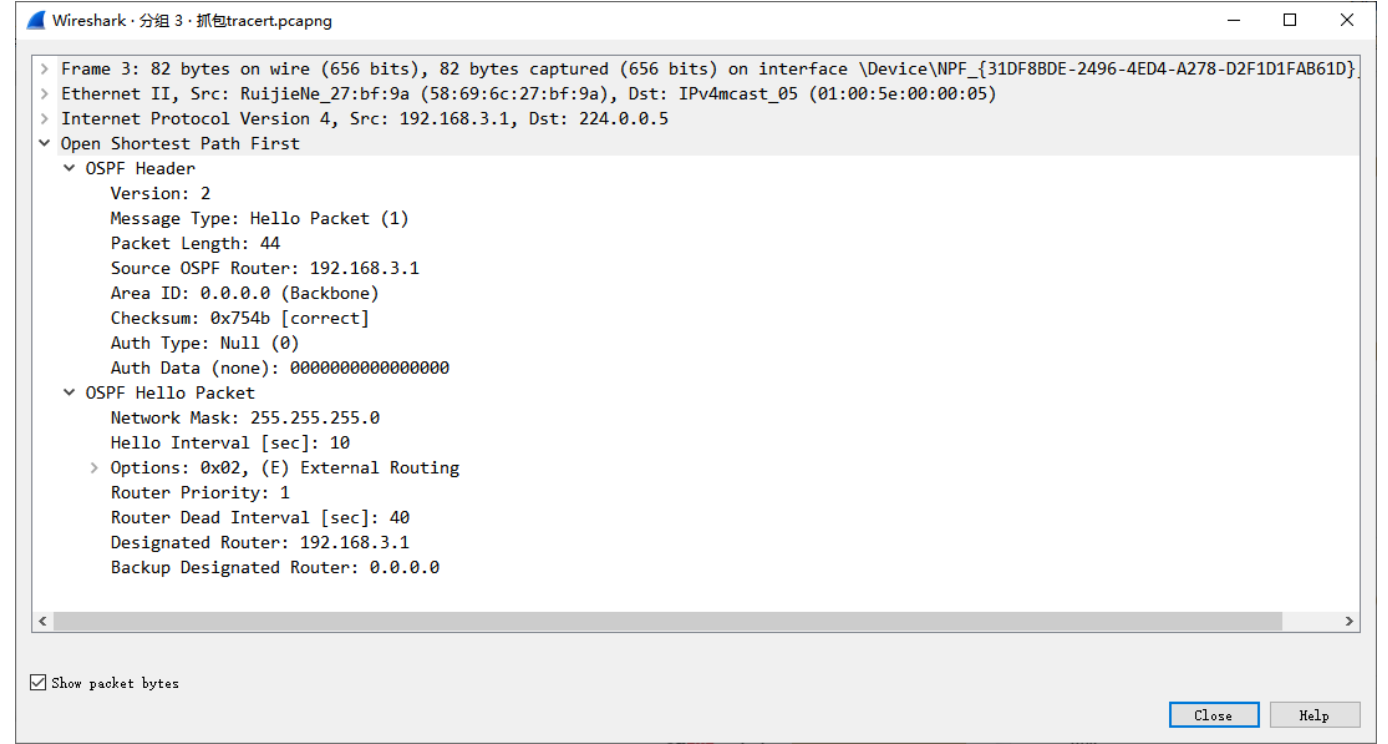 Wireshark · 分组 3 · 抓包tracert.pcapng
Frame 3: 82 bytes on wire (656 bits), 82 bytes captured (656 bits) on interface \Device\NPF_{31DF8BDE-2496-4ED4-A278-D2F1D1FAB61D}
Ethernet II, Src: RuijieNe_27:bf:9a (58:69:6c:27:bf:9a), Dst: IPv4mcast_05 (01:00:5e:00:00:05)
Internet Protocol Version 4, Src: 192.168.3.1, Dst: 224.0.0.5
Open Shortest Path First
OSPF Header
Version: 2
Message Type: Hello Packet (1)
Packet Length: 44
Source OSPF Router: 192.168.3.1
Area ID: 0.0.0.0 (Backbone)
Checksum: 0x754b [correct]
Auth Type: Null (0)
Auth Data (none): 0000000000000000
OSPF Hello Packet
Network Mask: 255.255.255.0
Hello Interval [sec]: 10
Options: 0x02, (E) External Routing
Router Priority: 1
Router Dead Interval [sec]: 40
Designated Router: 192.168.3.1
Backup Designated Router: 0.0.0.0
Show packet bytes
Close Help